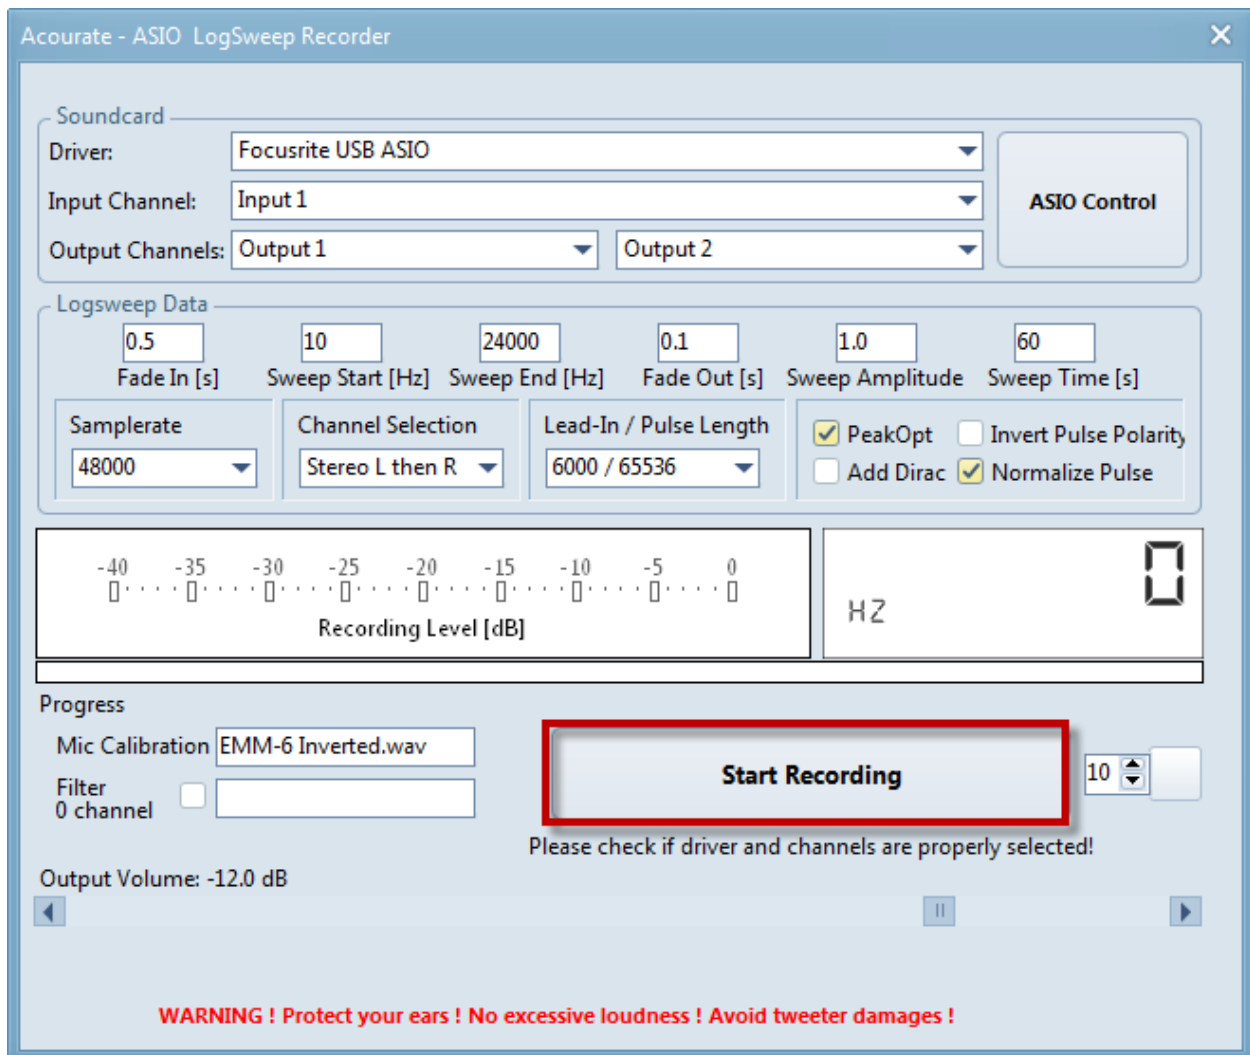 Acourate - ASIO LogSweep Recorder
Soundcard
Driver: Focusrite USB ASIO
Input Channel: Input 1
ASIO Control
Output Channels: Output 1 Output 2
Logsweep Data
0.5 10 24000 0.1 1.0 60
Fade In [s] Sweep Start [Hz] Sweep End [Hz] Fade Out [s] Sweep Amplitude Sweep Time [s]
Samplerate Channel Selection Lead-In / Pulse Length
PeakOpt Invert Pulse Polarity
48000 Stereo L then R 6000 / 65536
Add Dirac Normalize Pulse
-40 -35 -30 -25 -20 -15 -10 -5 0
Recording Level [dB]
HZ 0
Progress
Mic Calibration EMM-6 Inverted.wav
Start Recording 10
Filter
0 channel
Please check if driver and channels are properly selected!
Output Volume: -12.0 dB
WARNING ! Protect your ears ! No excessive loudness ! Avoid tweeter damages !